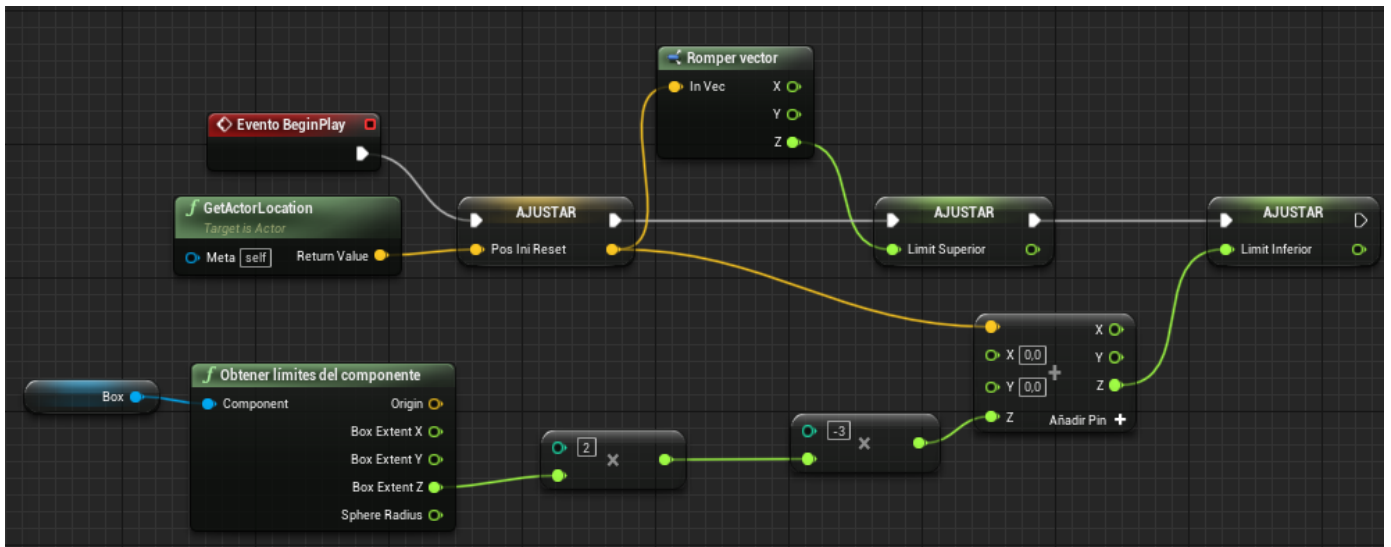 Romper vector
In Vec X
Y
Z
Evento BeginPlay
GetActorLocation
Target is Actor
Meta self Return Value
AJUSTAR
Pos Ini Reset
AJUSTAR
Limit Superior
AJUSTAR
Limit Inferior
X
X 0,0 Y
+
Y 0,0 Z
Z Añadir Pin +
Box
Obtener límites del componente
Component Origin
Box Extent X
Box Extent Y
Box Extent Z
Sphere Radius
2 ×
-3 ×